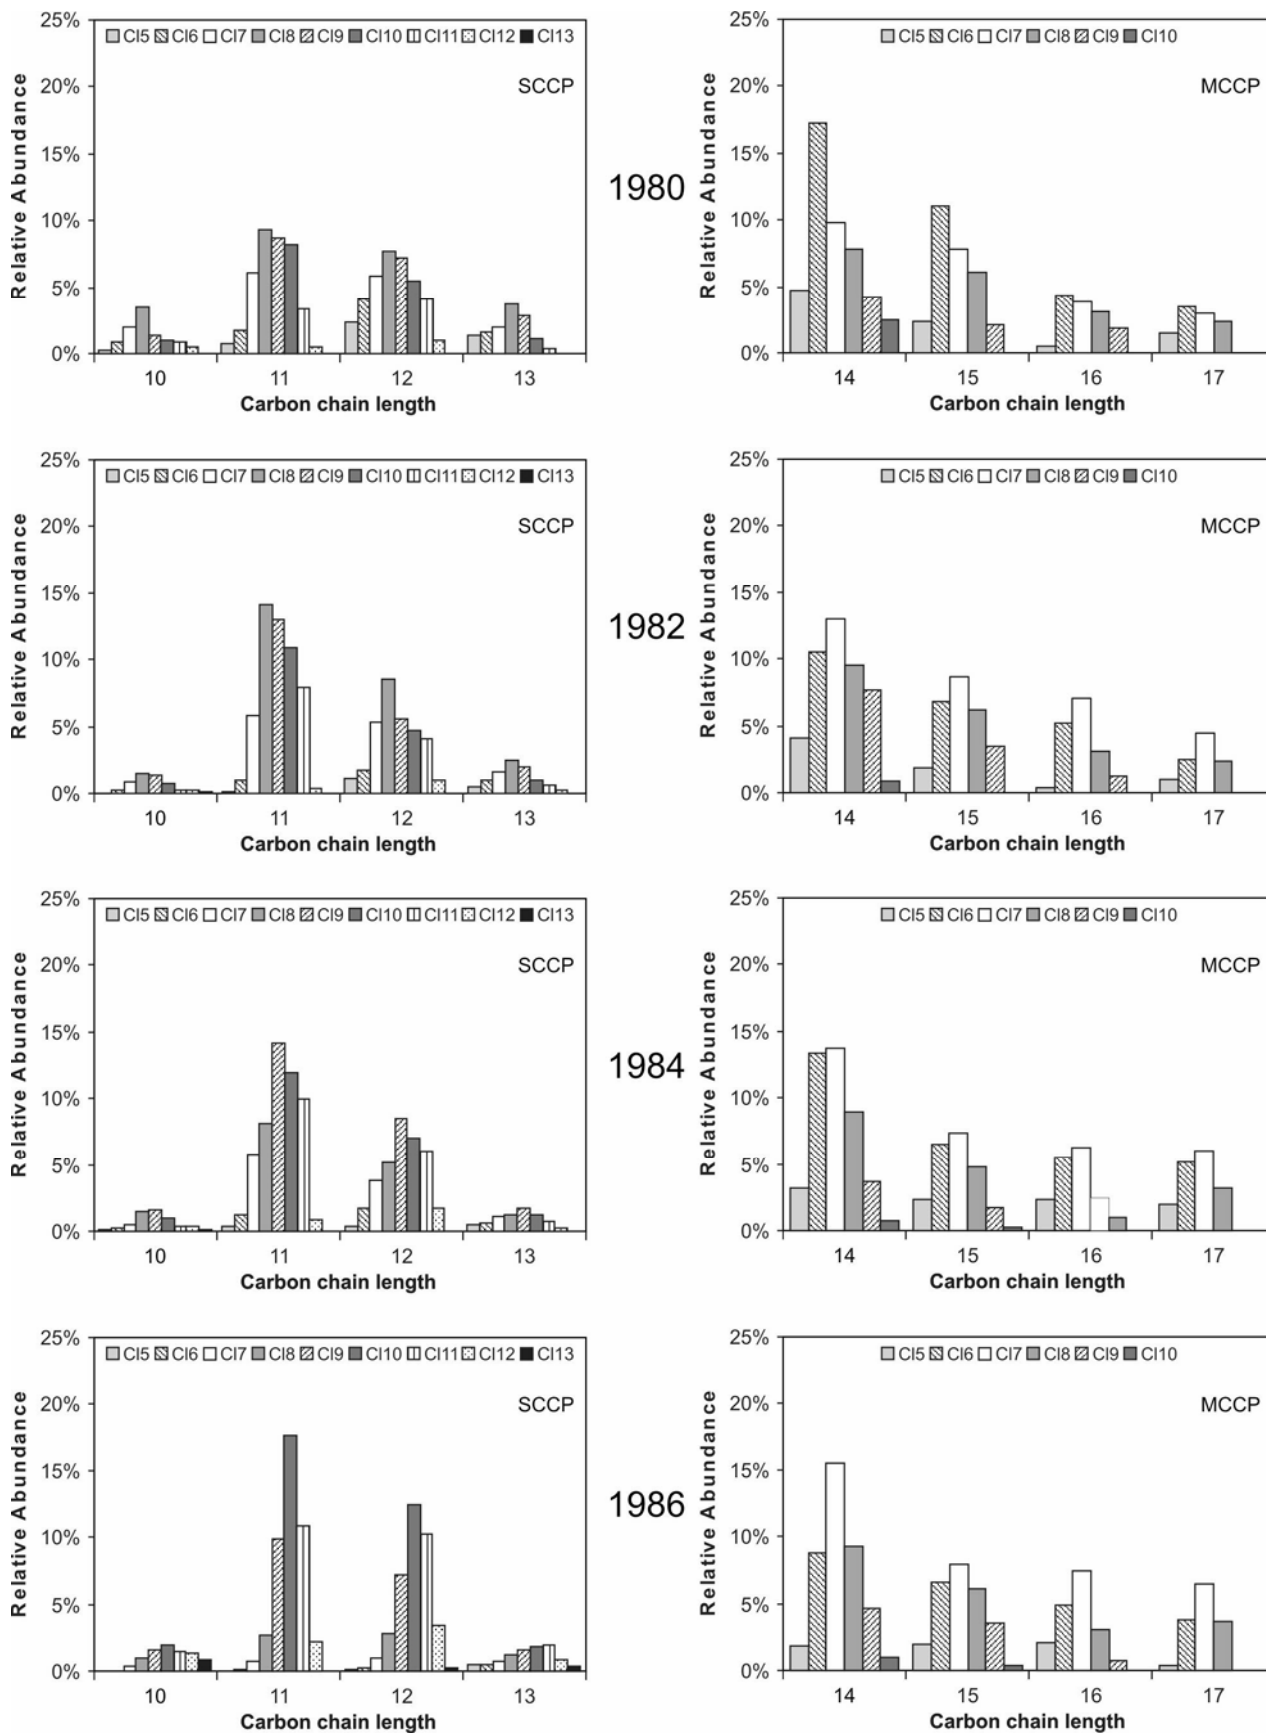 25% Cl5 Cl6 Cl7 Cl8 Cl9 Cl10 Cl11 Cl12 Cl13
20% SCCP
15%
10%
5%
0%
10 11 12 13
Relative Abundance
Carbon chain length
1980
25% Cl5 Cl6 Cl7 Cl8 Cl9 Cl10
20% MCCP
15%
10%
5%
0%
14 15 16 17
Relative Abundance
Carbon chain length
25% Cl5 Cl6 Cl7 Cl8 Cl9 Cl10 Cl11 Cl12 Cl13
20% SCCP
15%
10%
5%
0%
10 11 12 13
Relative Abundance
Carbon chain length
1982
25% Cl5 Cl6 Cl7 Cl8 Cl9 Cl10
20% MCCP
15%
10%
5%
0%
14 15 16 17
Relative Abundance
Carbon chain length
25% Cl5 Cl6 Cl7 Cl8 Cl9 Cl10 Cl11 Cl12 Cl13
20% SCCP
15%
10%
5%
0%
10 11 12 13
Relative Abundance
Carbon chain length
1984
25% Cl5 Cl6 Cl7 Cl8 Cl9 Cl10
20% MCCP
15%
10%
5%
0%
14 15 16 17
Relative Abundance
Carbon chain length
25% Cl5 Cl6 Cl7 Cl8 Cl9 Cl10 Cl11 Cl12 Cl13
20% SCCP
15%
10%
5%
0%
10 11 12 13
Relative Abundance
Carbon chain length
1986
25% Cl5 Cl6 Cl7 Cl8 Cl9 Cl10
20% MCCP
15%
10%
5%
0%
14 15 16 17
Relative Abundance
Carbon chain length